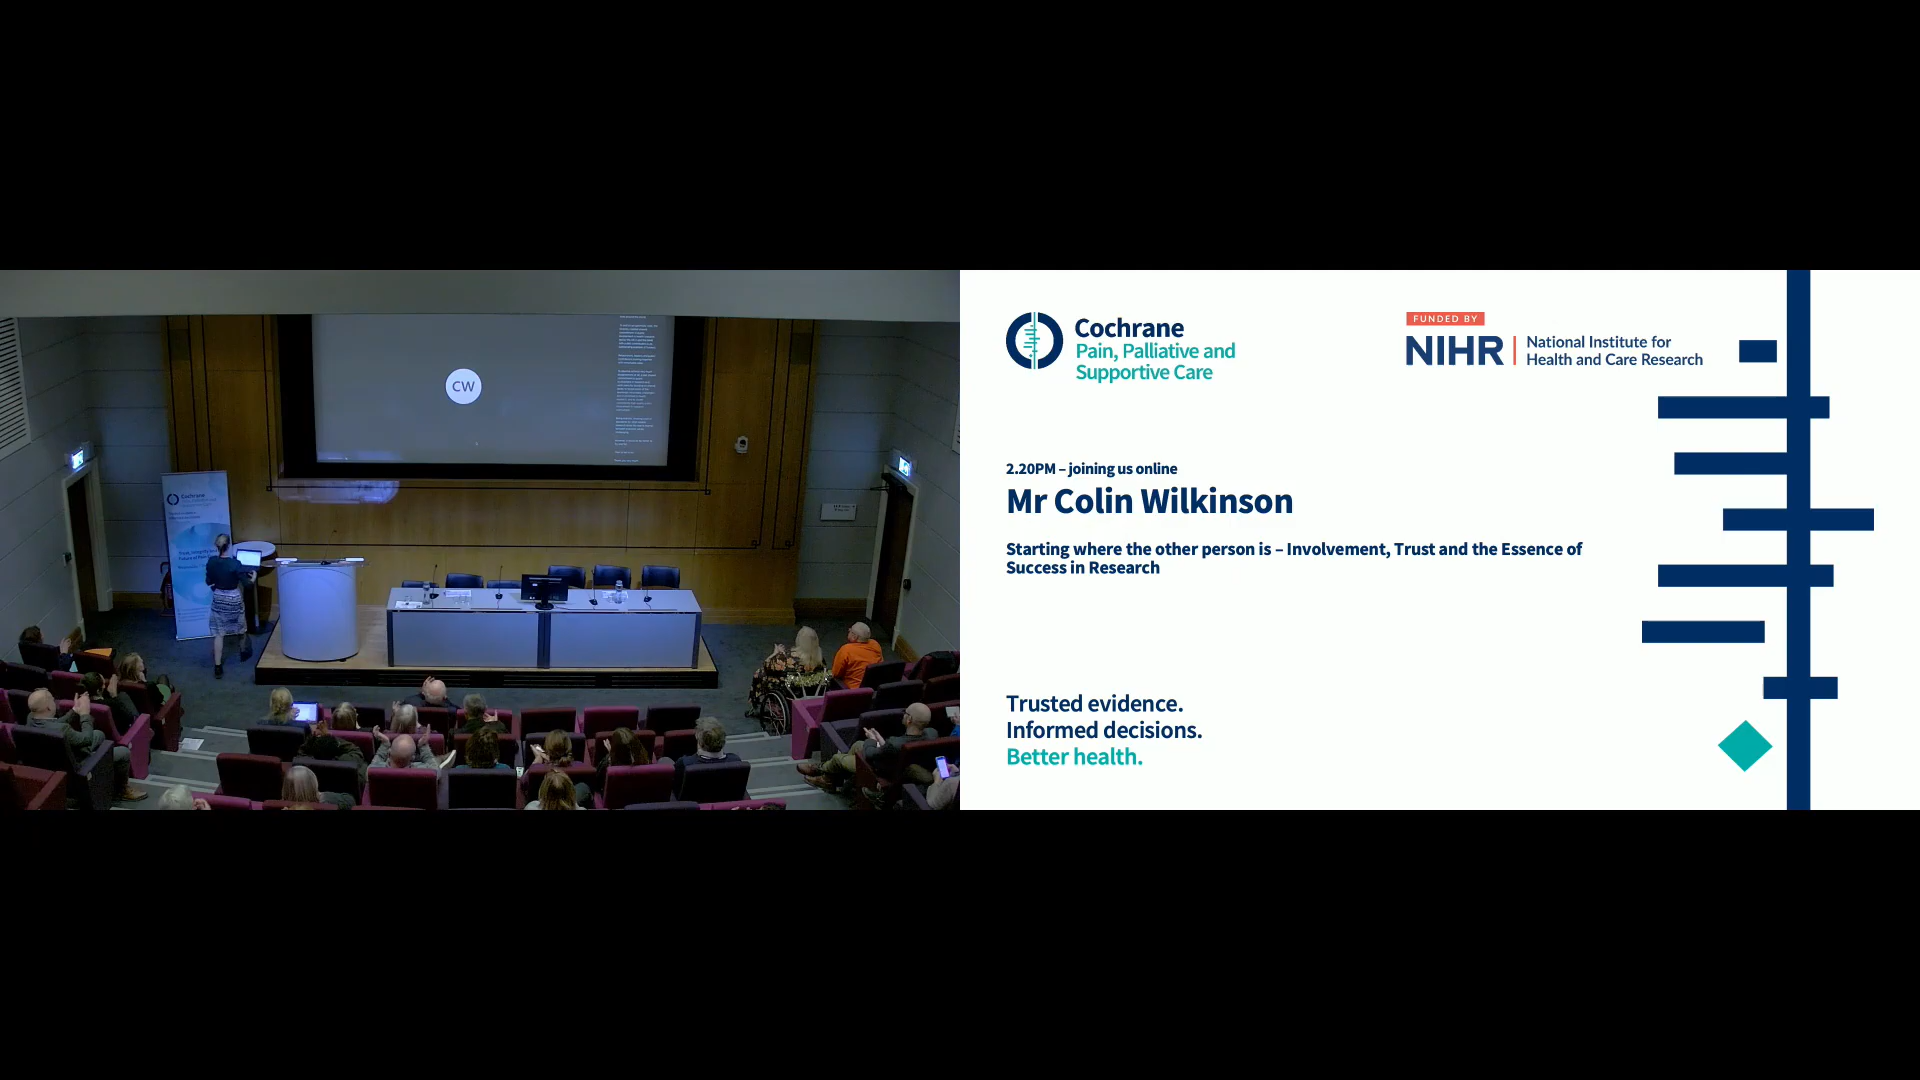 CW
Cochrane
Cochrane
Pain, Palliative and
Supportive Care
FUNDED BY
NIHR
National Institute for
Health and Care Research
2.20PM – joining us online
Mr Colin Wilkinson
Starting where the other person is – Involvement, Trust and the Essence of
Success in Research
Trusted evidence.
Informed decisions.
Better health.